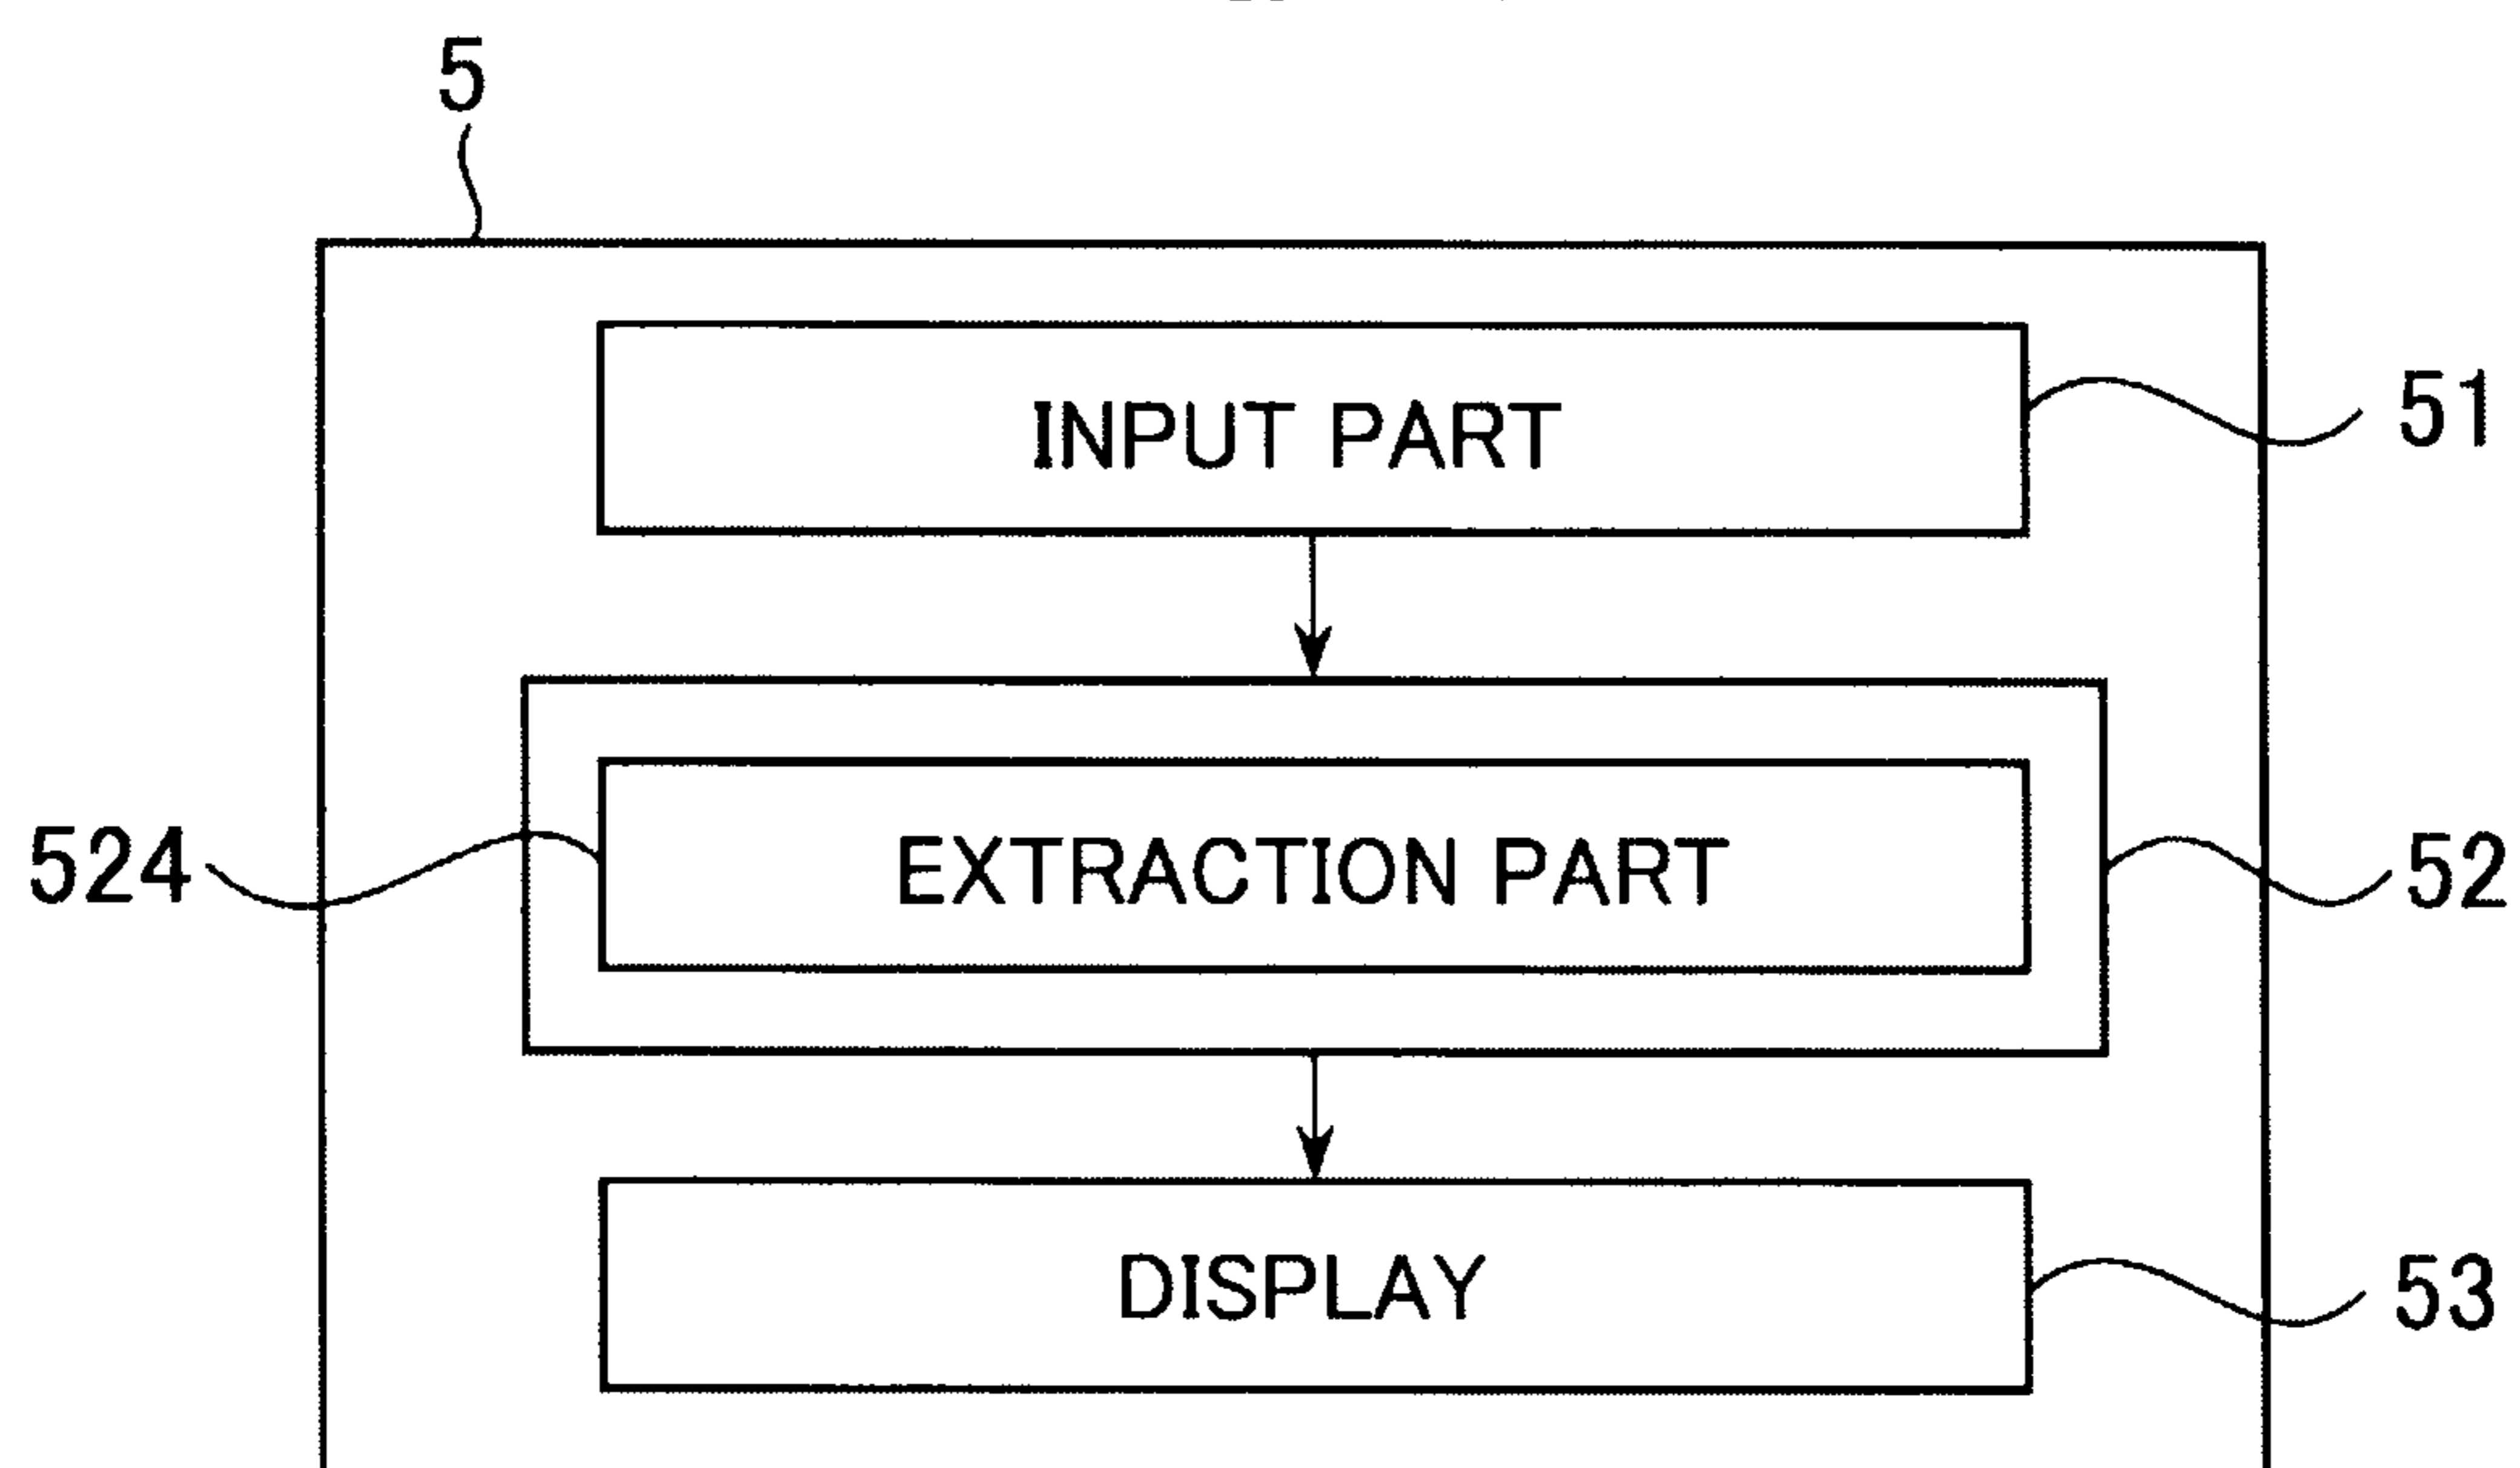 5
INPUT PART
51
524
EXTRACTION PART
52
DISPLAY
53